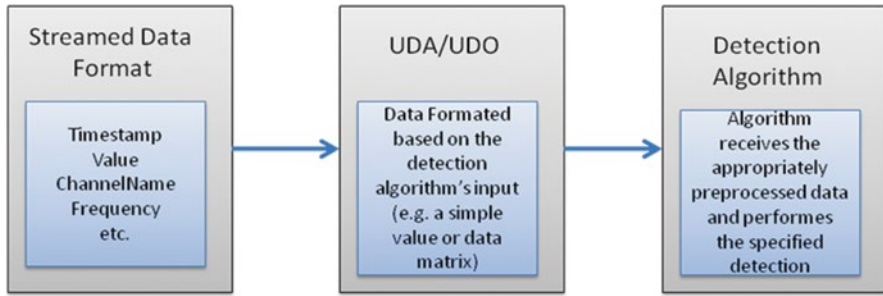 Streamed Data
Format
Timestamp
Value
ChannelName
Frequency
etc.
UDA/UDO
Data Formated
based on the
detection
algorithm's input
(e.g. a simple
value or data
matrix)
Detection
Algorithm
Algorithm
receives the
appropriately
preprocessed data
and performes
the specified
detection